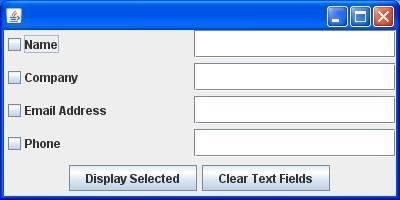 Name
Company
Email Address
Phone
Display Selected Clear Text Fields